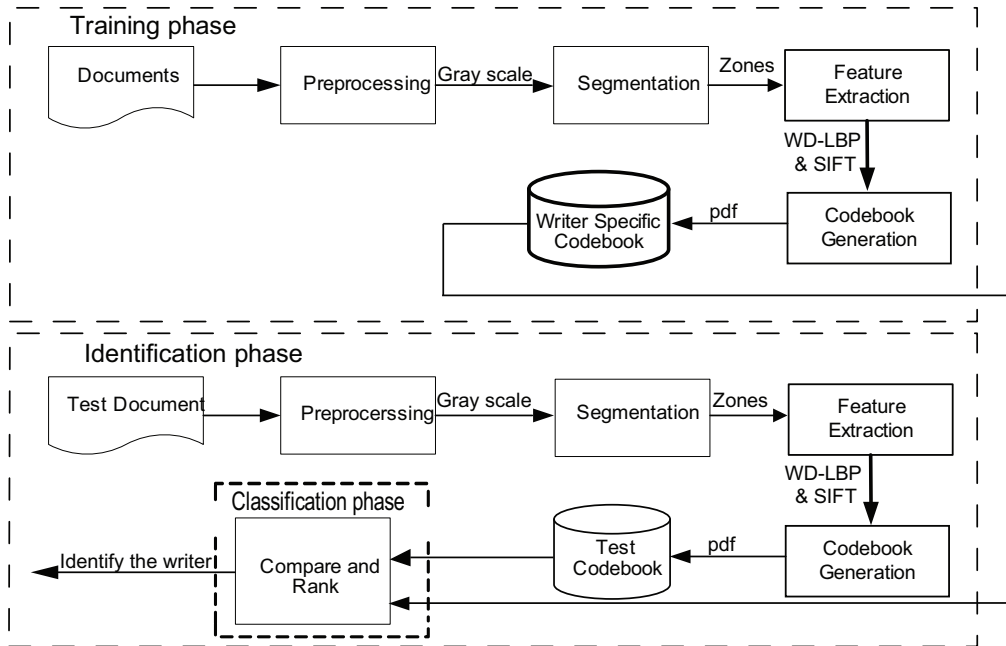 Training phase
Documents
Preprocessing
Gray scale
Segmentation
Zones
Feature
Extraction
WD-LBP
& SIFT
Writer Specific
Codebook
pdf
Codebook
Generation
Identification phase
Test Document
Preprocerssing
Gray scale
Segmentation
Zones
Feature
Extraction
WD-LBP
& SIFT
Classification phase
Identify the writer
Compare and
Rank
Test
Codebook
pdf
Codebook
Generation